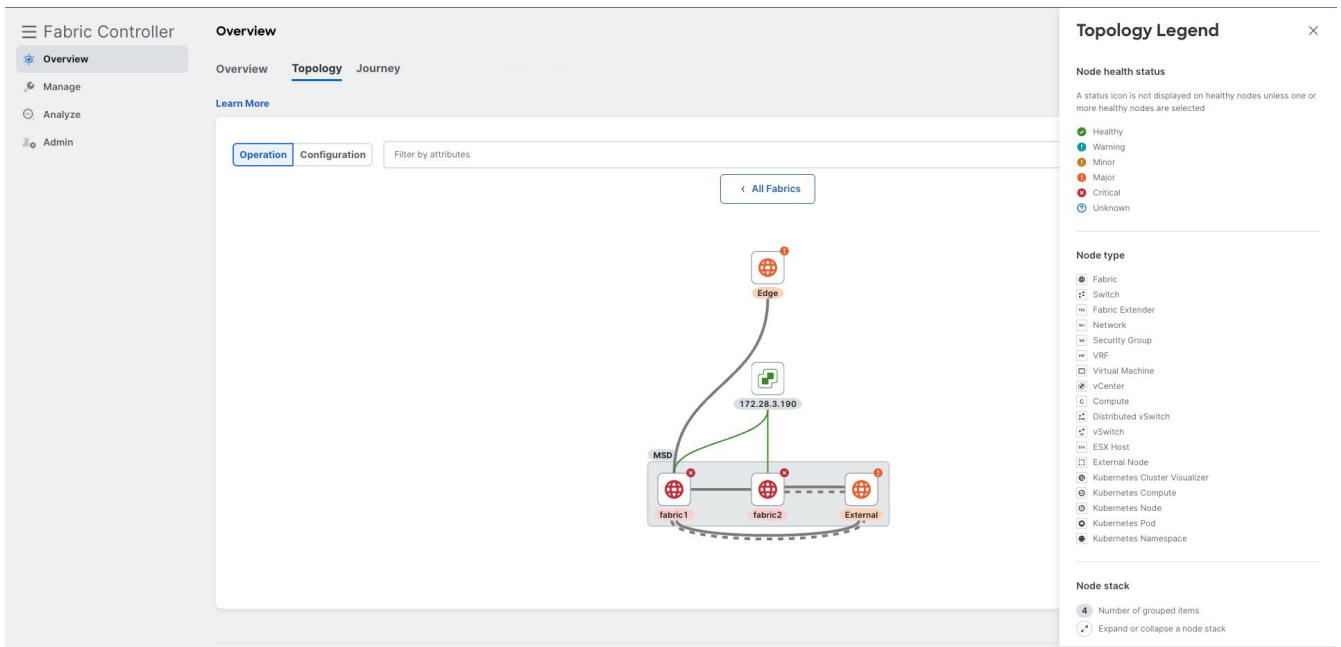 Fabric Controller
Overview
Manage
Analyze
Admin
Overview
Overview Topology Journey
Learn More
Operation Configuration Filter by attributes
All Fabrics
Edge
172.28.3.190
MSD
fabric1 fabric2 External
Topology Legend
Node health status
A status icon is not displayed on healthy nodes unless one or
more healthy nodes are selected
Healthy
Warning
Minor
Major
Critical
Unknown
Node type
Fabric
Switch
Fabric Extender
Network
Security Group
VRF
Virtual Machine
vCenter
C Compute
Distributed vSwitch
vSwitch
ESX Host
External Node
Kubernetes Cluster Visualizer
Kubernetes Compute
Kubernetes Node
Kubernetes Pod
Kubernetes Namespace
Node stack
4 Number of grouped items
Expand or collapse a node stack